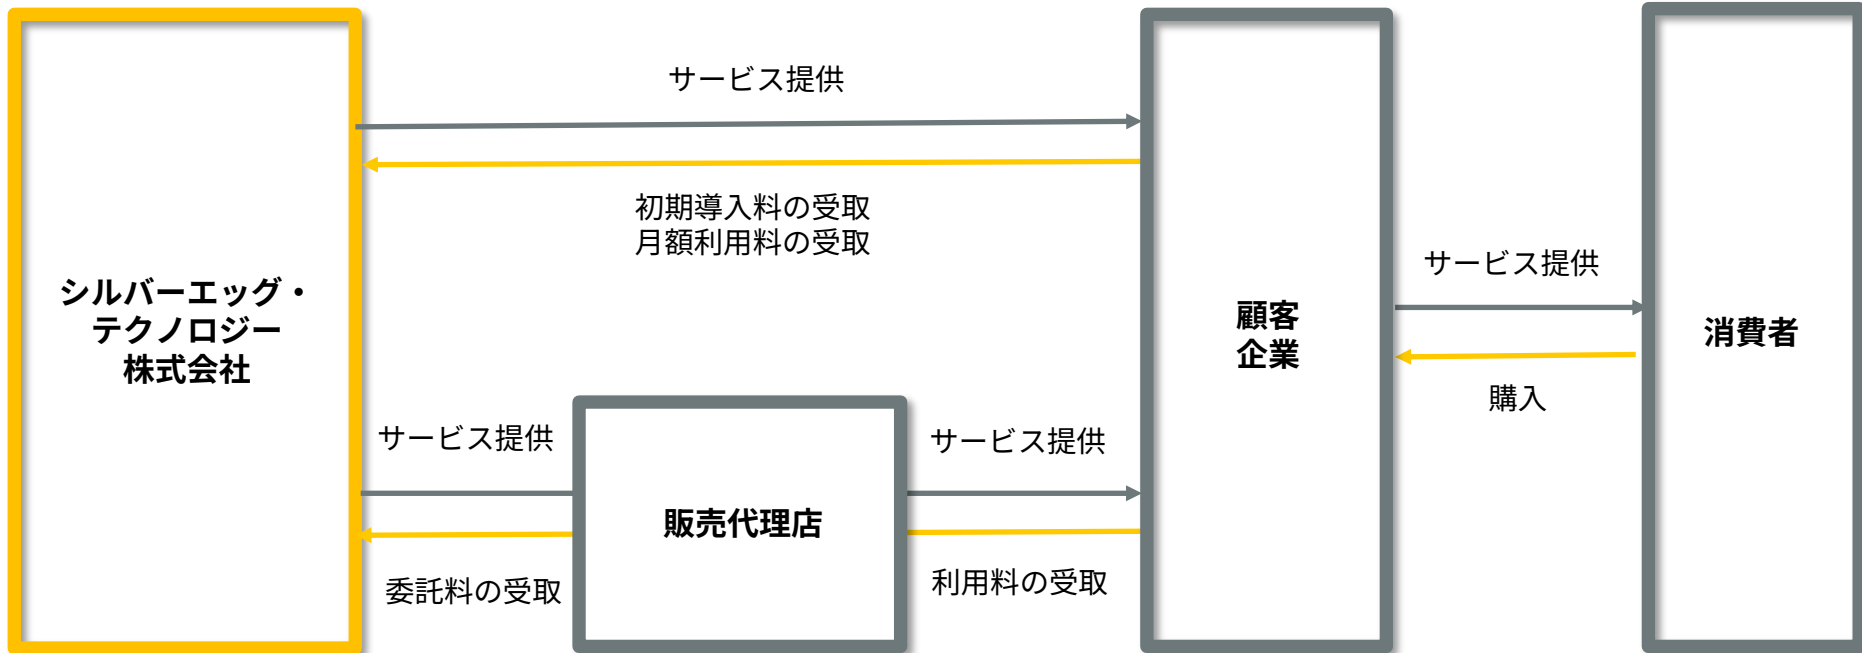 サービス提供
初期導入料の受取
月額利用料の受取
シルバーエッグ・
テクノロジー
株式会社
サービス提供
委託料の受取
販売代理店
サービス提供
利用料の受取
顧客
企業
サービス提供
購入
消費者